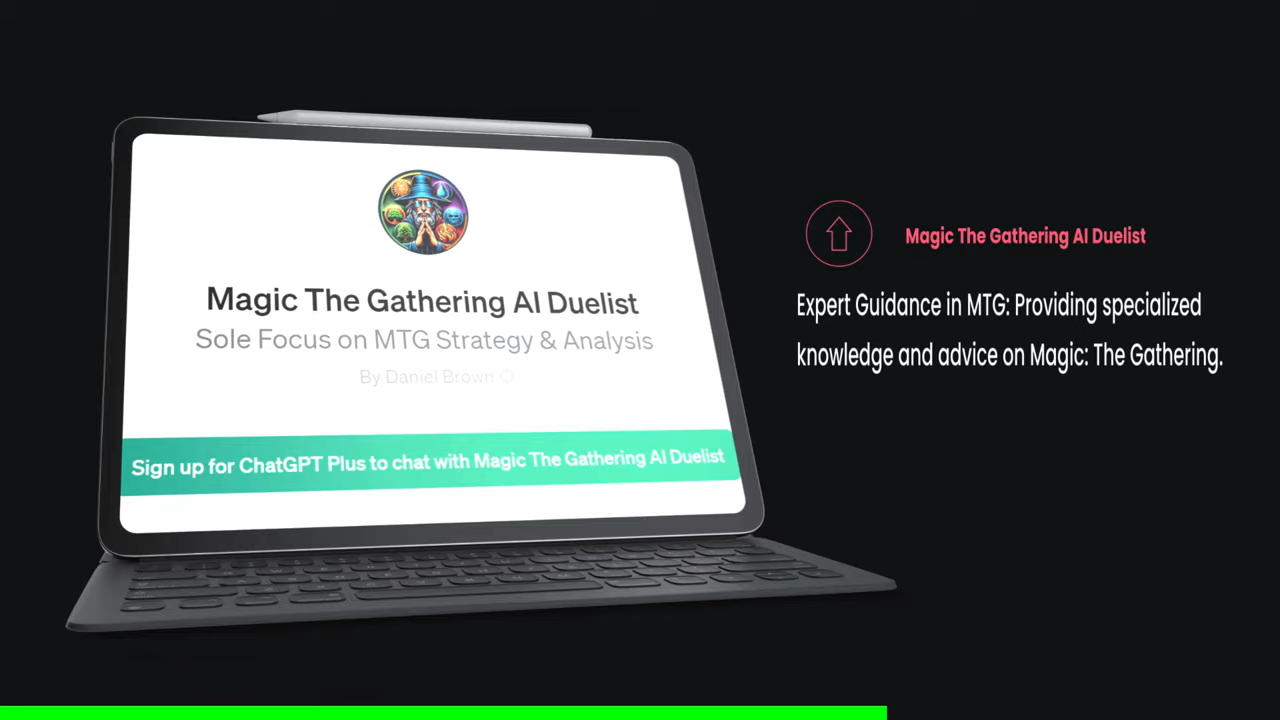 Magic The Gathering AI Duelist
Sole Focus on MTG Strategy & Analysis
By Daniel Brown
Sign up for ChatGPT Plus to chat with Magic The Gathering AI Duelist
Magic The Gathering AI Duelist
Expert Guidance in MTG: Providing specialized
knowledge and advice on Magic: The Gathering.